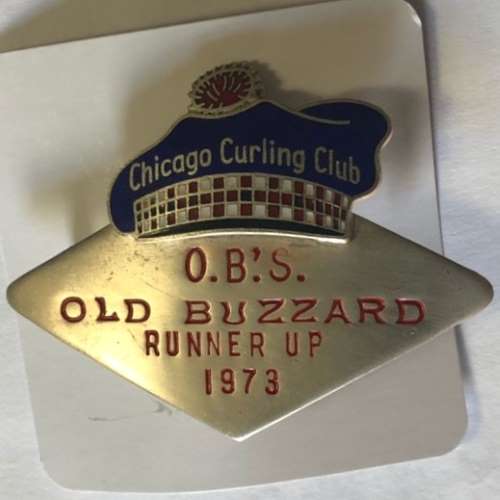 Chicago Curling Club
O.B.'S.
OLD BUZZARD
RUNNER UP
1973